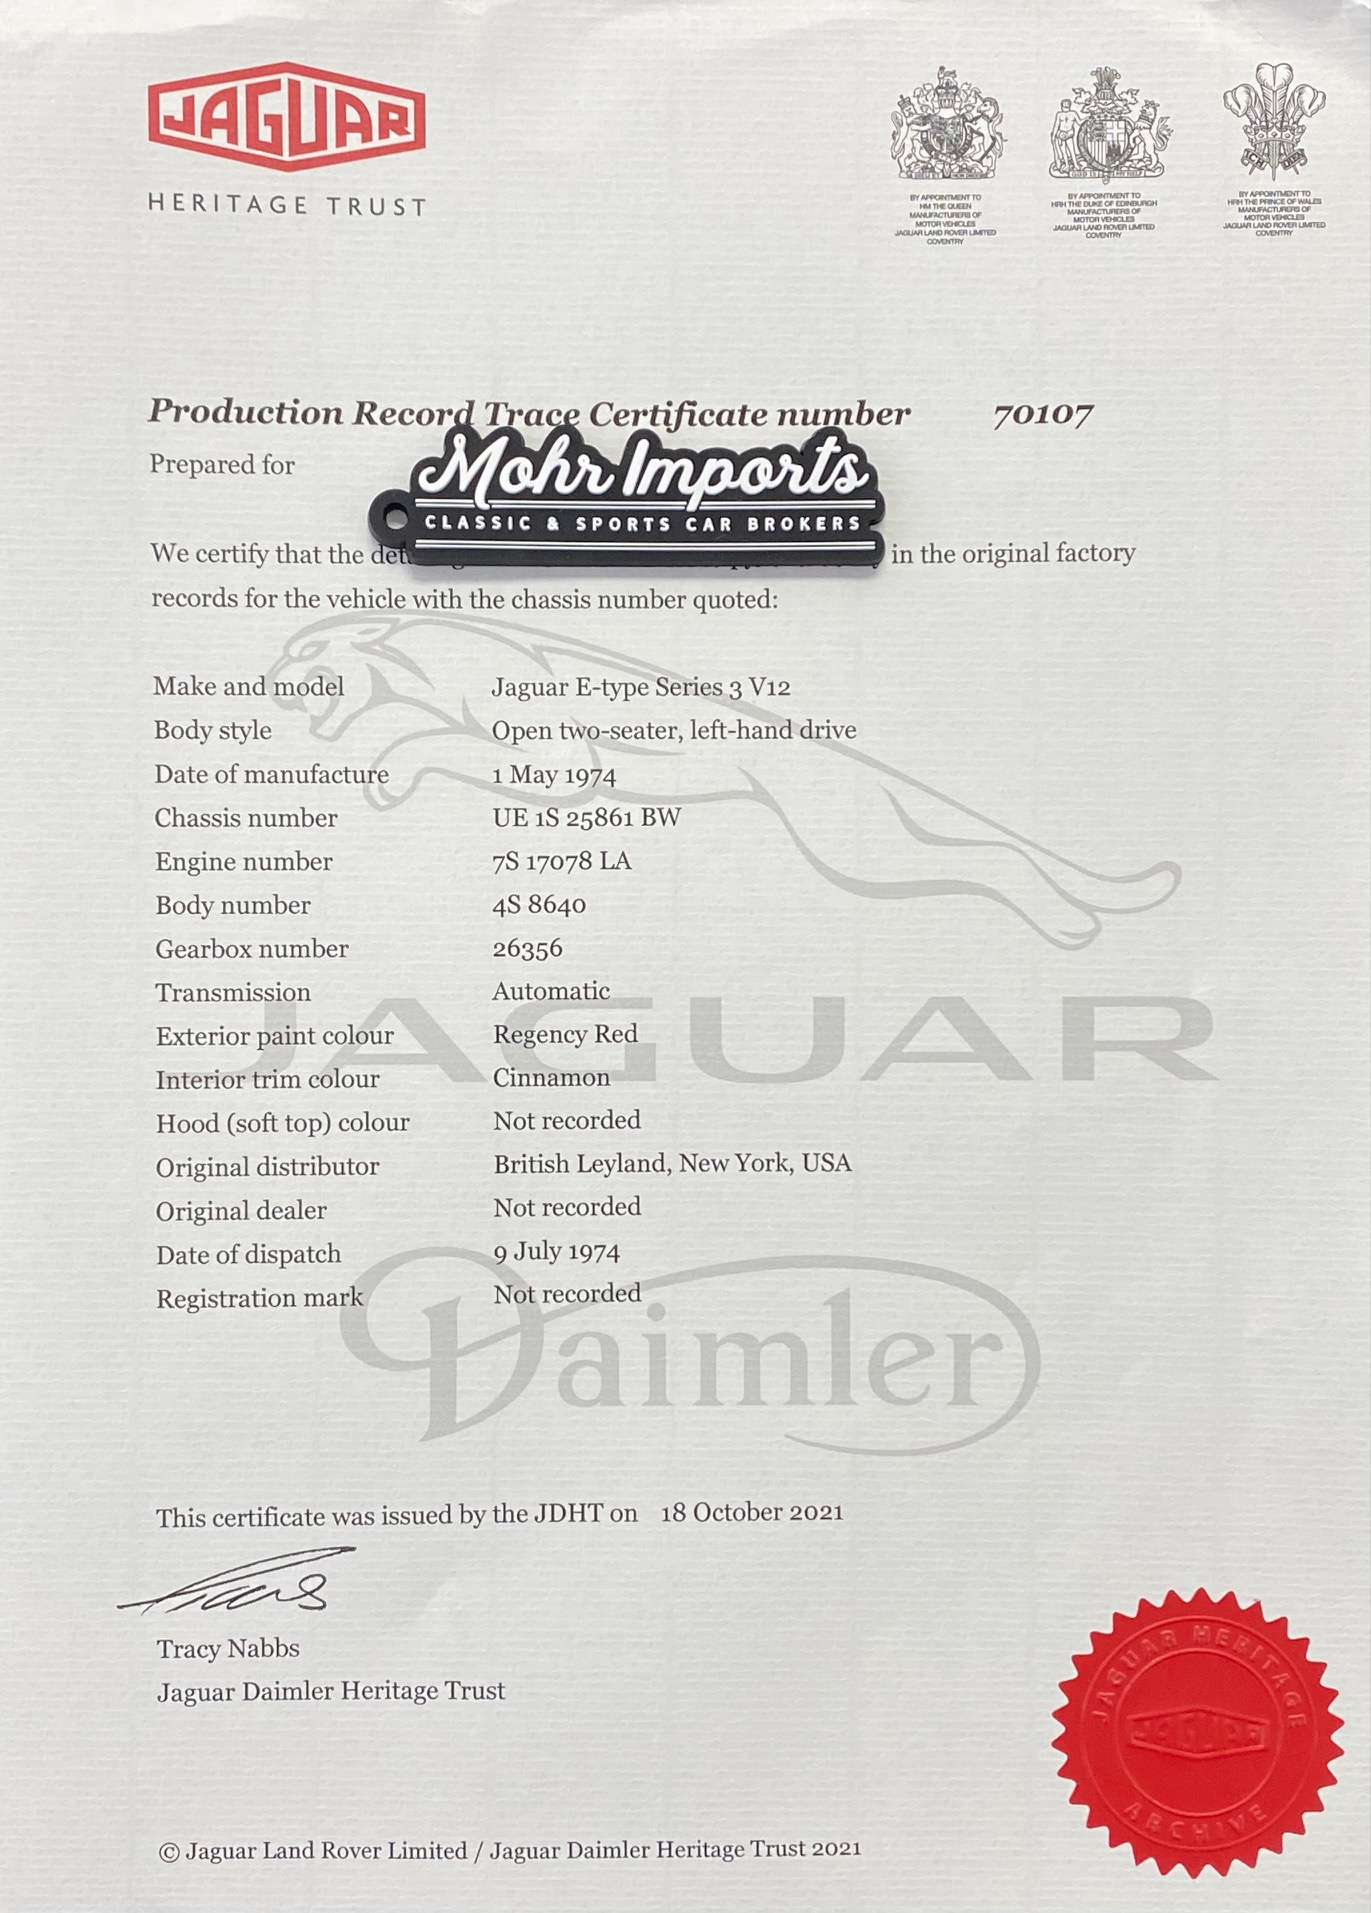 JAGUAR
HERITAGE TRUST
BY APPOINTMENT TO
HM THE QUEEN
MANUFACTURERS OF
MOTOR VEHICLES
JAGUAR LAND ROVER LIMITED
COVENTRY
BY APPOINTMENT TO
HRH THE DUKE OF EDINBURGH
MANUFACTURERS OF
MOTOR VEHICLES
JAGUAR LAND ROVER LIMITED
COVENTRY
BY APPOINTMENT TO
HRH THE PRINCE OF WALES
MANUFACTURERS OF
MOTOR VEHICLES
JAGUAR LAND ROVER LIMITED
COVENTRY
Production Record Trace Certificate number 70107
Prepared for
Mohr Imports
CLASSIC & SPORTS CAR BROKERS
We certify that the in the original factory
records for the vehicle with the chassis number quoted:
Make and model Jaguar E-type Series 3 V12
Body style Open two-seater, left-hand drive
Date of manufacture 1 May 1974
Chassis number UE 1S 25861 BW
Engine number 7S 17078 LA
Body number 4S 8640
Gearbox number 26356
Transmission Automatic
JAGUAR
Exterior paint colour Regency Red
Interior trim colour Cinnamon
Hood (soft top) colour Not recorded
Original distributor British Leyland, New York, USA
Original dealer Not recorded
Date of dispatch 9 July 1974
Registration mark Not recorded
Daimler
This certificate was issued by the JDHT on 18 October 2021
Tracy Nabbs
Jaguar Daimler Heritage Trust
JAGUAR HERITAGE
JAGUAR
ARCHIVE
© Jaguar Land Rover Limited / Jaguar Daimler Heritage Trust 2021